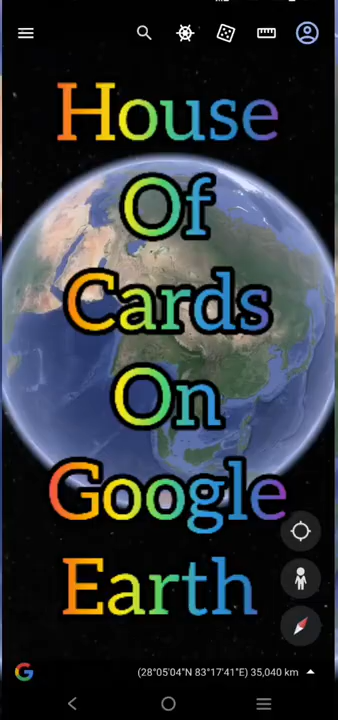 House
Of
Cards
On
Google
Earth
G
(28°05'04"N 83°17'41"E) 35,040 km